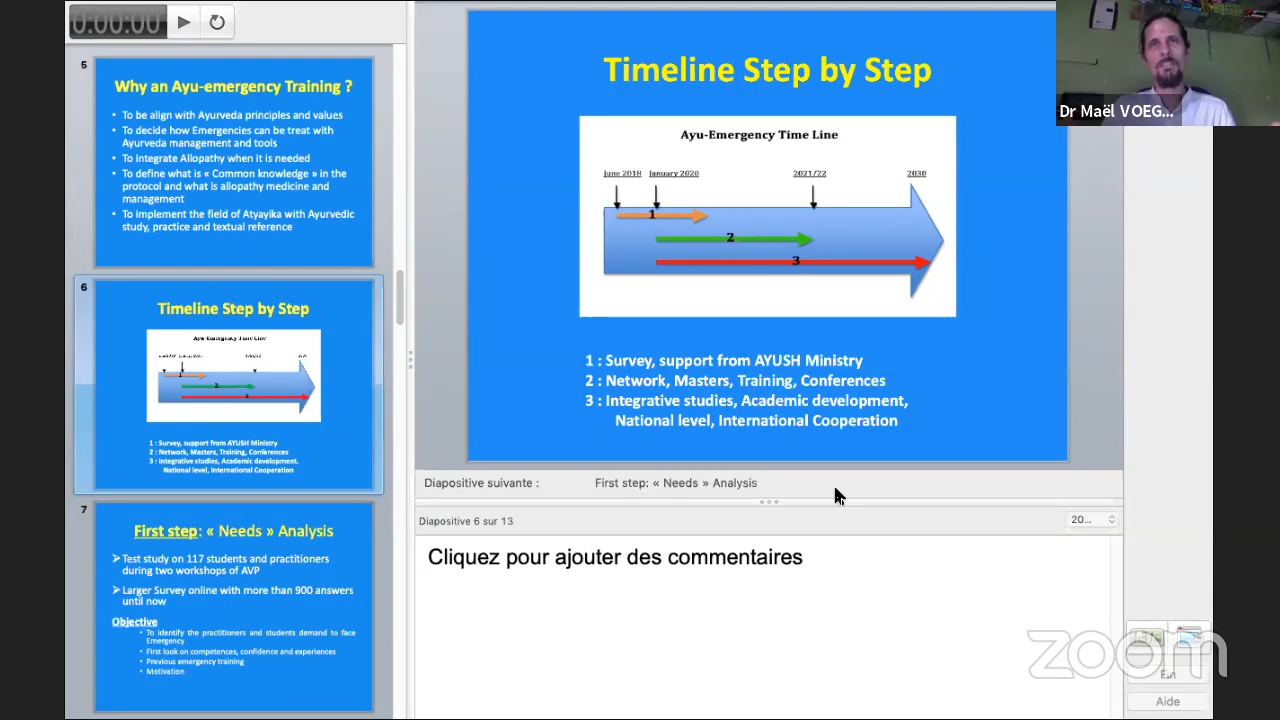 0:00:00
5
Why an Ayu-emergency Training ?
• To be align with Ayurveda principles and values
• To decide how Emergencies can be treat with
Ayurveda management and tools
• To integrate Allopathy when it is needed
• To define what is « Common knowledge » in the
protocol and what is allopathy medicine and
management
• To implement the field of Atyayika with Ayurvedic
study, practice and textual reference
6
Timeline Step by Step
Ayu-Emergency Time Line
1
2
3
1 : Survey, support from AYUSH Ministry
2 : Network, Masters, Training, Conferences
3 : Integrative studies, Academic development,
National level, International Cooperation
7
First step: « Needs » Analysis
➢ Test study on 117 students and practitioners
during two workshops of AVP
➢ Larger Survey online with more than 900 answers
until now
Objective
• To identify the practitioners and students demand to face
Emergency
• First look on competences, confidence and experiences
• Previous emergency training
• Motivation
Timeline Step by Step
Ayu-Emergency Time Line
June 2018 January 2020 2021/22 2030
1
2
3
1 : Survey, support from AYUSH Ministry
2 : Network, Masters, Training, Conferences
3 : Integrative studies, Academic development,
National level, International Cooperation
Dr Maël VOEG...
Diapositive suivante : First step: « Needs » Analysis
Diapositive 6 sur 13
20...
Cliquez pour ajouter des commentaires
zoom
Ein
Aide